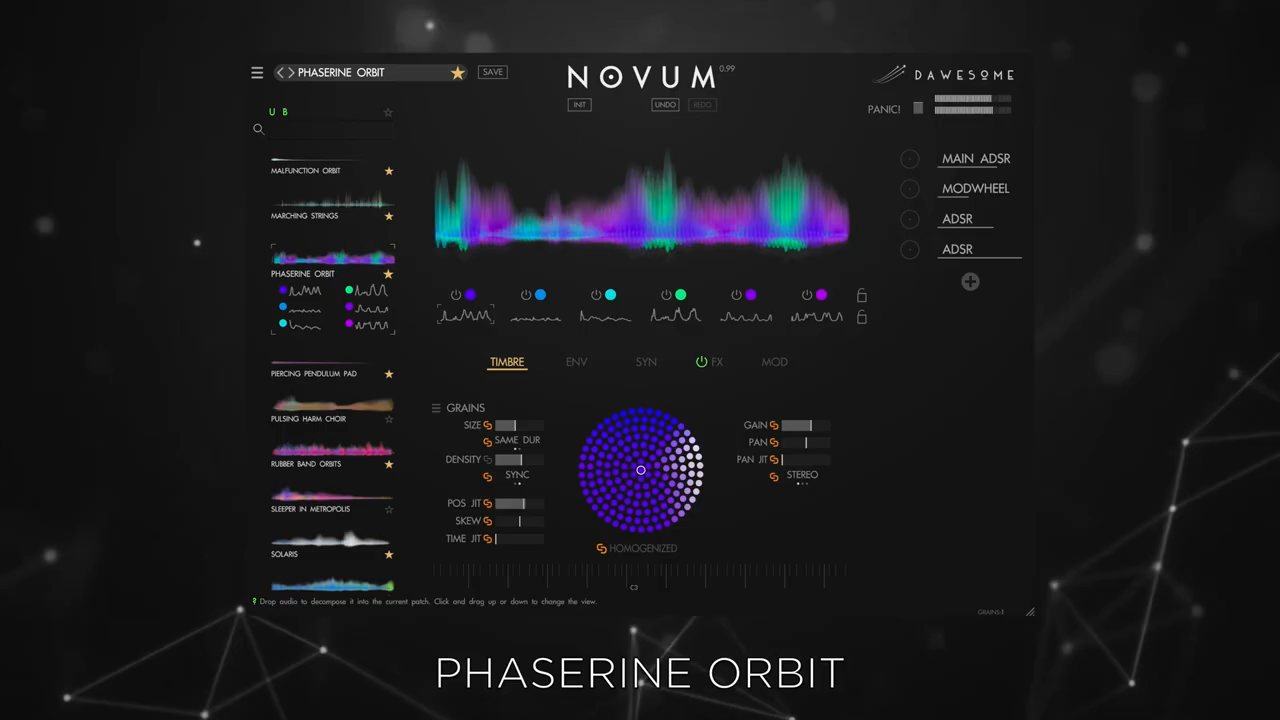 PHASERINE ORBIT
SAVE
NOVUM 0.99
DAWESOME
INIT
UNDO
REDO
PANIC!
U B
MALFUNCTION ORBIT
MARCHING STRINGS
PHASERINE ORBIT
PIERCING PENDULUM PAD
PULSING HARM CHOIR
RUBBER BAND ORBITS
SLEEPER IN METROPOLIS
SOLARIS
MAIN ADSR
MODWHEEL
ADSR
ADSR
TIMBRE
ENV
SYN
FX
MOD
GRAINS
SIZE
SAME DUR
DENSITY
SYNC
POS JIT
SKEW
TIME JIT
HOMOGENIZED
GAIN
PAN
PAN JIT
STEREO
C3
Drop audio to decompose it into the current patch. Click and drag up or down to change the view.
GRAINS-1
PHASERINE ORBIT